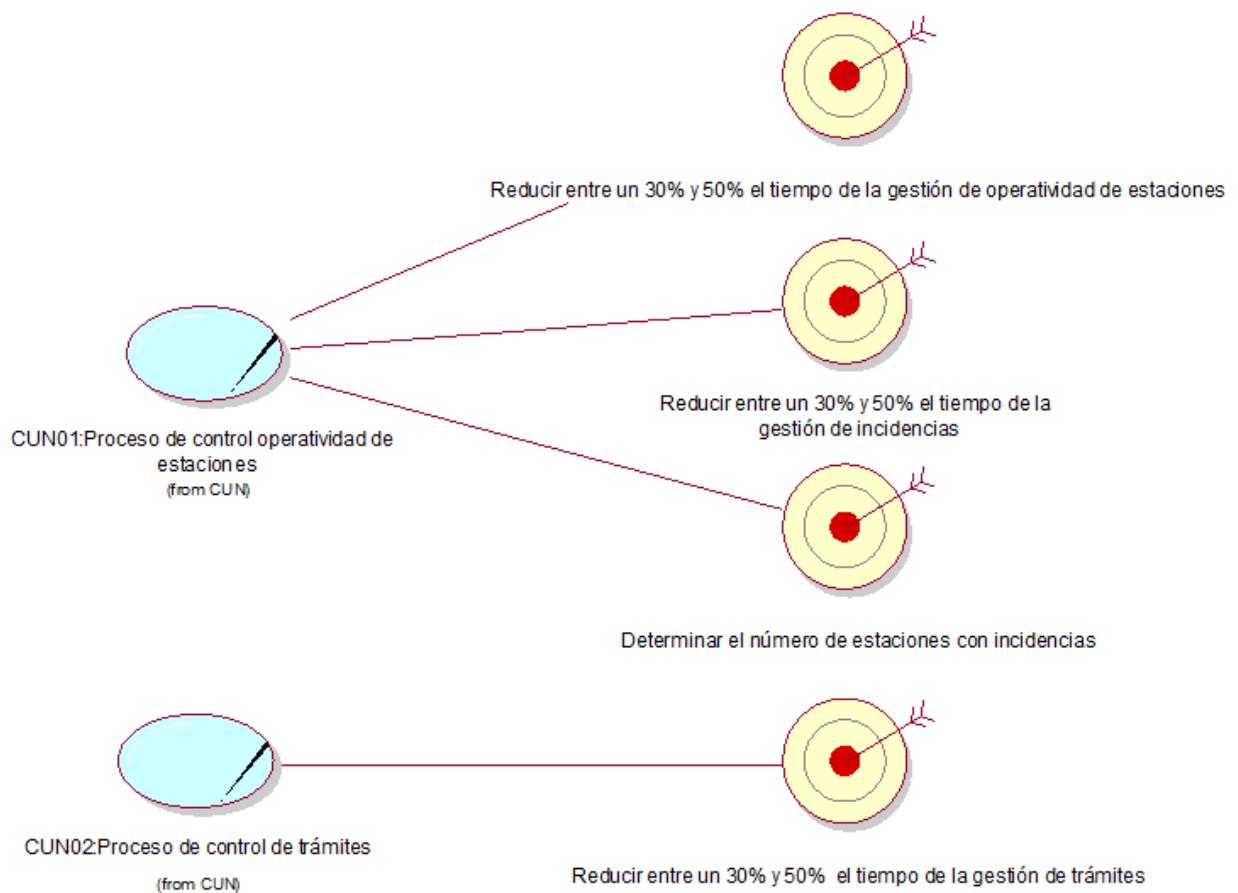 Reducir entre un 30% y 50% el tiempo de la gestión de operatividad de estaciones
Reducir entre un 30% y 50% el tiempo de la
gestión de incidencias
CUN01:Proceso de control operatividad de
estaciones
(from CUN)
Determinar el número de estaciones con incidencias
CUN02:Proceso de control de trámites
(from CUN)
Reducir entre un 30% y 50% el tiempo de la gestión de trámites